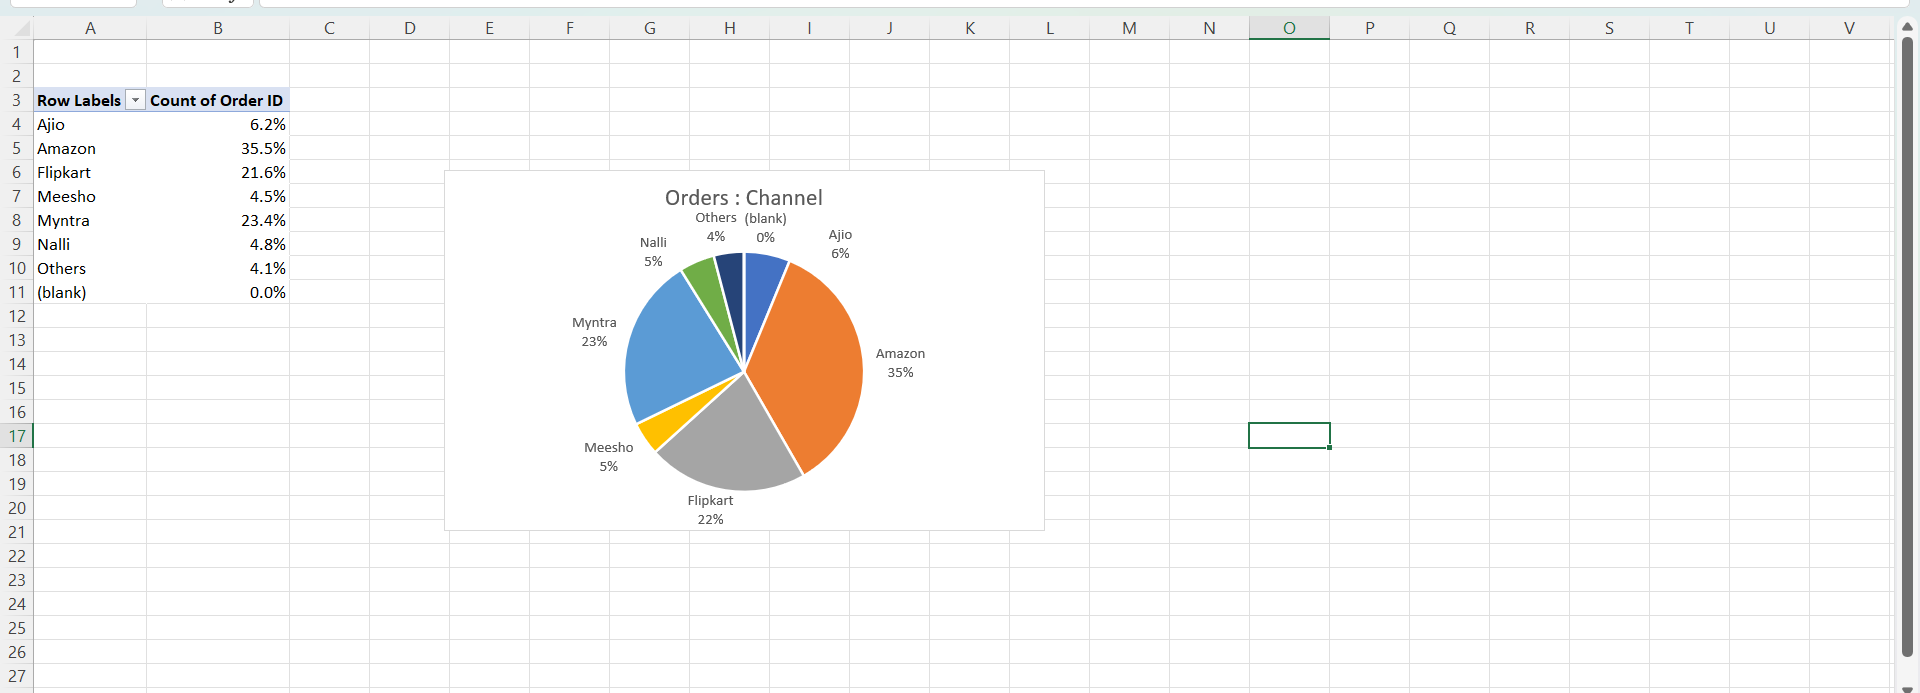 A B C D E F G H I J K L M N O P Q R S T U V
1
2
3 Row Labels Count of Order ID
4 Ajio 6.2%
5 Amazon 35.5%
6 Flipkart 21.6%
7 Meesho 4.5%
8 Myntra 23.4%
9 Nalli 4.8%
10 Others 4.1%
11 (blank) 0.0%
12
13
14
15
16
17
18
19
20
21
22
23
24
25
26
27
Orders : Channel
Others
4%
(blank)
0%
Ajio
6%
Nalli
5%
Myntra
23%
Amazon
35%
Meesho
5%
Flipkart
22%